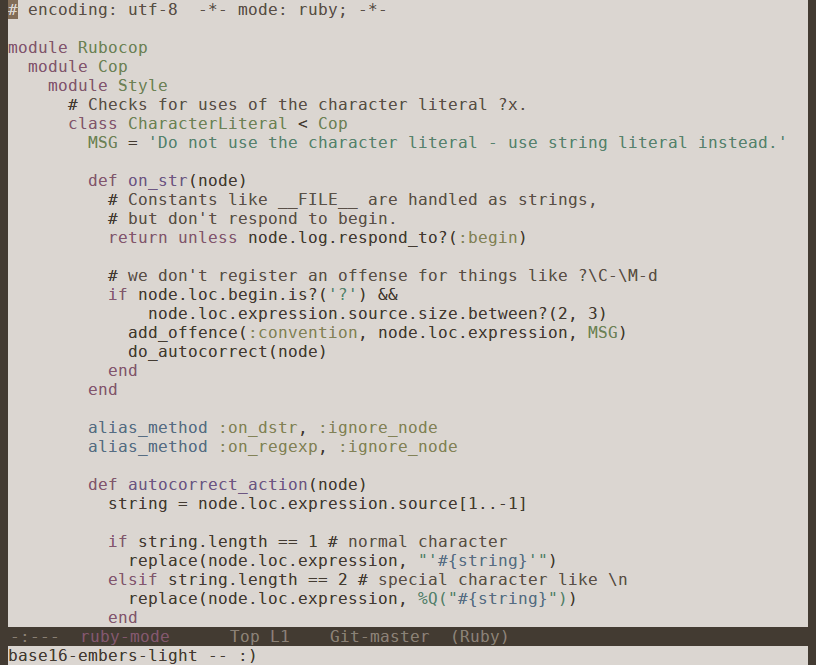 # encoding: utf-8  -*- mode: ruby; -*-

module Rubocop
  module Cop
    module Style
      # Checks for uses of the character literal ?x.
      class CharacterLiteral < Cop
        MSG = 'Do not use the character literal - use string literal instead.'

        def on_str(node)
          # Constants like __FILE__ are handled as strings,
          # but don't respond to begin.
          return unless node.log.respond_to?(:begin)

          # we don't register an offense for things like ?\C-\M-d
          if node.loc.begin.is?('?') &&
              node.loc.expression.source.size.between?(2, 3)
            add_offence(:convention, node.loc.expression, MSG)
            do_autocorrect(node)
          end
        end

        alias_method :on_dstr, :ignore_node
        alias_method :on_regexp, :ignore_node

        def autocorrect_action(node)
          string = node.loc.expression.source[1..-1]

          if string.length == 1 # normal character
            replace(node.loc.expression, "'#{string}'")
          elsif string.length == 2 # special character like \n
            replace(node.loc.expression, %Q("#{string}"))
          end
-:---  ruby-mode      Top L1    Git-master  (Ruby)
base16-embers-light -- :)